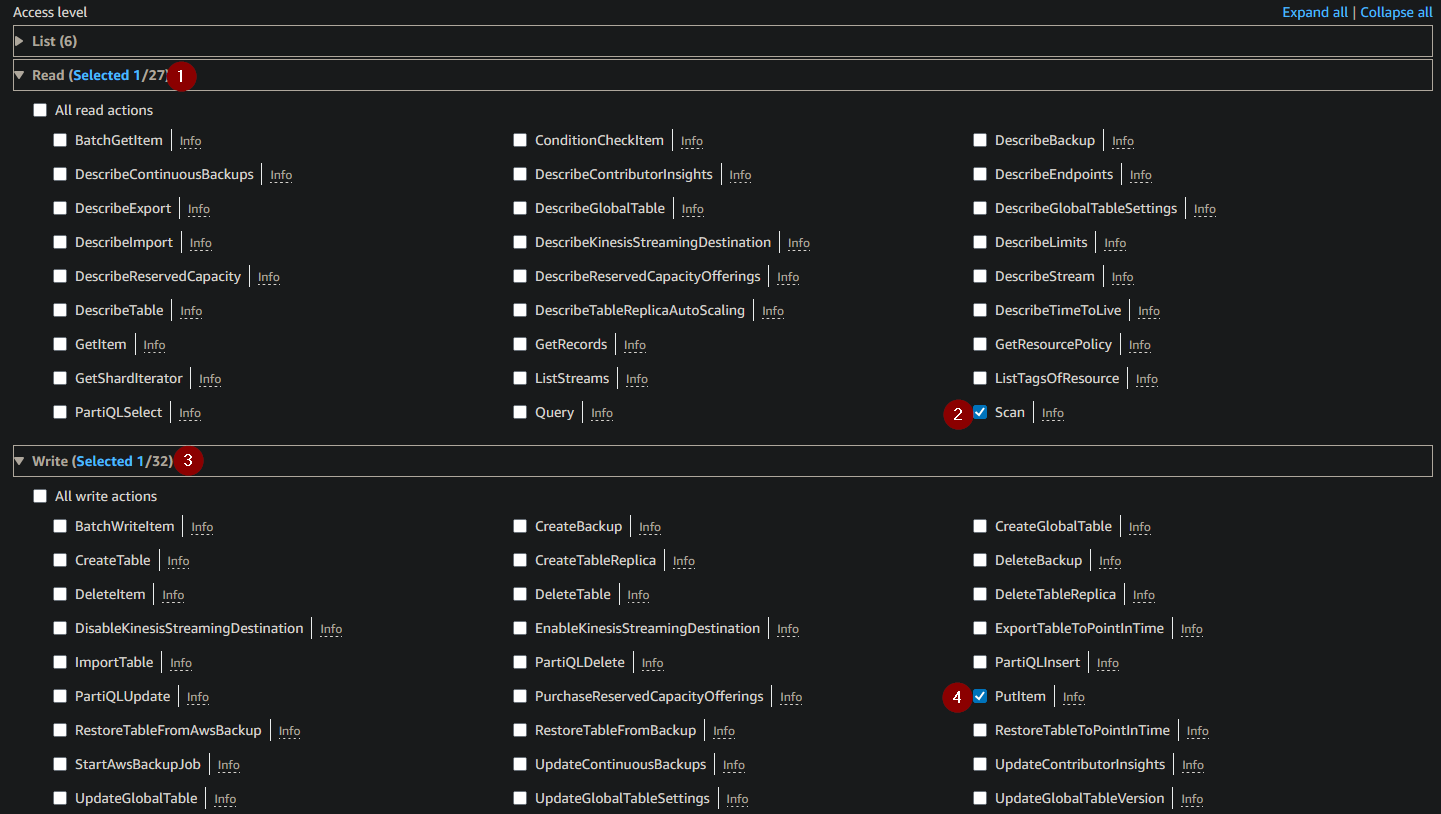 Access level Expand all | Collapse all
List (6)
Read (Selected 1/27) 1
All read actions
BatchGetItem Info ConditionCheckItem Info DescribeBackup Info
DescribeContinuousBackups Info DescribeContributorInsights Info DescribeEndpoints Info
DescribeExport Info DescribeGlobalTable Info DescribeGlobalTableSettings Info
DescribeImport Info DescribeKinesisStreamingDestination Info DescribeLimits Info
DescribeReservedCapacity Info DescribeReservedCapacityOfferings Info DescribeStream Info
DescribeTable Info DescribeTableReplicaAutoScaling Info DescribeTimeToLive Info
GetItem Info GetRecords Info GetResourcePolicy Info
GetShardIterator Info ListStreams Info ListTagsOfResource Info
PartiQLSelect Info Query Info 2 Scan Info
Write (Selected 1/32) 3
All write actions
BatchWriteItem Info CreateBackup Info CreateGlobalTable Info
CreateTable Info CreateTableReplica Info DeleteBackup Info
DeleteItem Info DeleteTable Info DeleteTableReplica Info
DisableKinesisStreamingDestination Info EnableKinesisStreamingDestination Info ExportTableToPointInTime Info
ImportTable Info PartiQLDelete Info PartiQLInsert Info
PartiQLUpdate Info PurchaseReservedCapacityOfferings Info 4 PutItem Info
RestoreTableFromAwsBackup Info RestoreTableFromBackup Info RestoreTableToPointInTime Info
StartAwsBackupJob Info UpdateContinuousBackups Info UpdateContributorInsights Info
UpdateGlobalTable Info UpdateGlobalTableSettings Info UpdateGlobalTableVersion Info